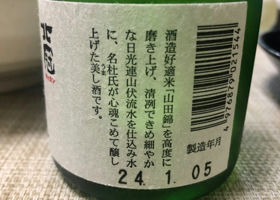 酒造好適米「山田錦」を高度に
磨き上げ、清冽できめ細やか
な日光連山伏流水を仕込み水
に、名杜氏が心魂こめて醸し
上げた美し酒です。
4976879021544
製造年月
24.1.05